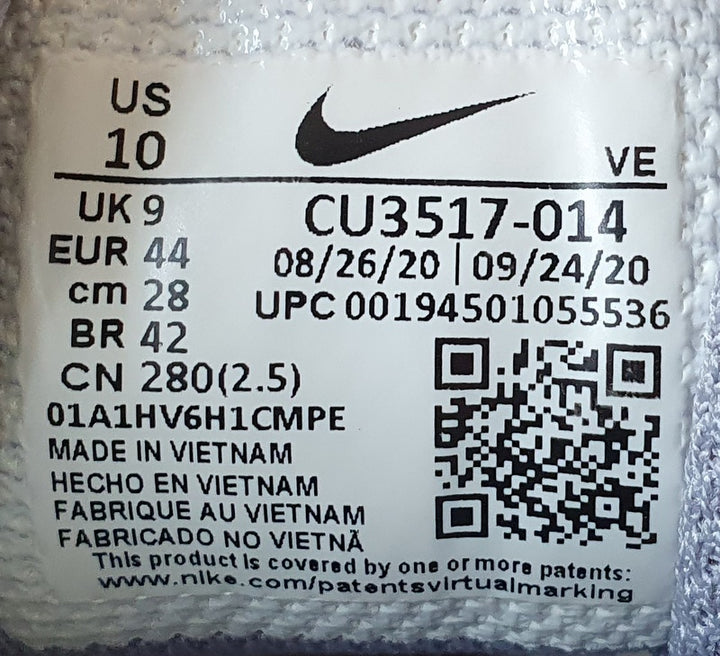 US
10
VE
UK 9
EUR 44
cm 28
BR 42
CN 280(2.5)
CU3517-014
08/26/20 | 09/24/20
UPC 00194501055536
01A1HV6H1CMPE
MADE IN VIETNAM
HECHO EN VIETNAM
FABRIQUE AU VIETNAM
FABRICADO NO VIETNÃ
This product is covered by one or more patents:
www.nike.com/patentsvirtualmarking